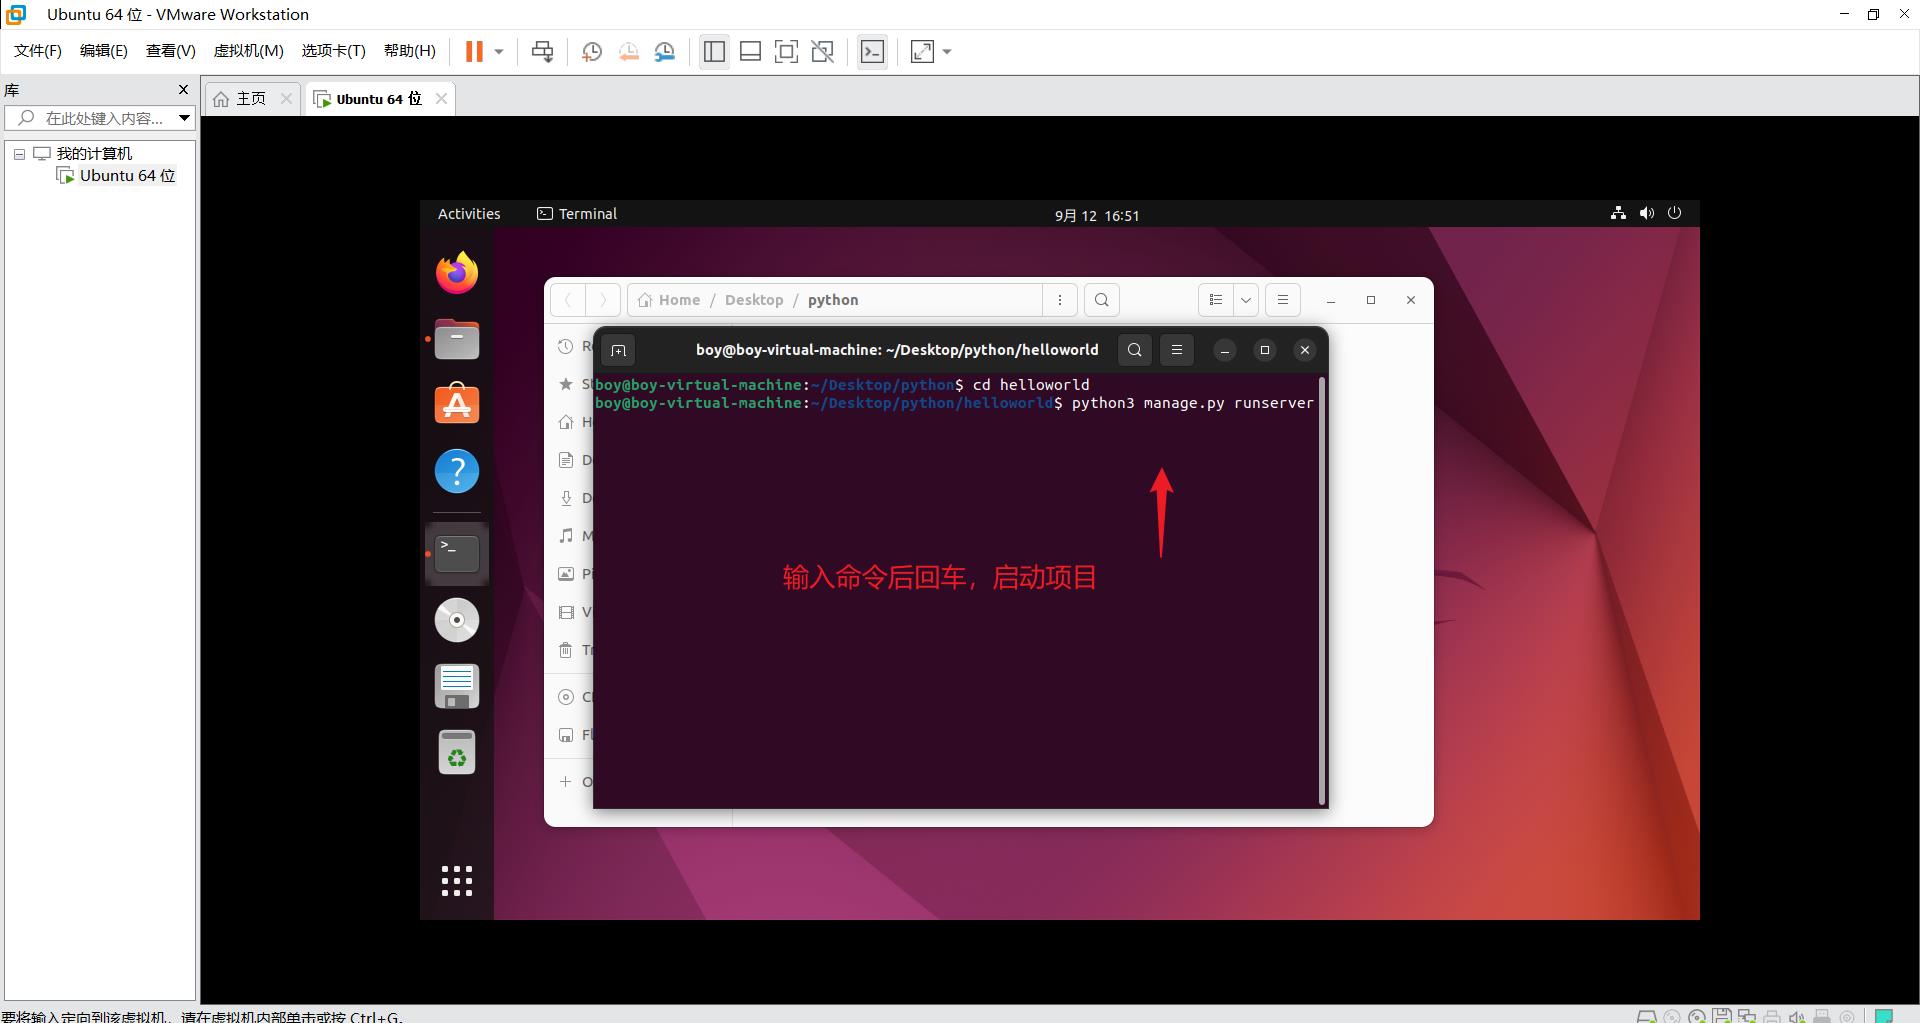 Ubuntu 64 位 - VMware Workstation
文件(F) 编辑(E) 查看(V) 虚拟机(M) 选项卡(T) 帮助(H)
库
主页
Ubuntu 64 位
在此处键入内容...
我的计算机
Ubuntu 64 位
Activities
Terminal
9月 12 16:51
Home / Desktop / python
boy@boy-virtual-machine: ~/Desktop/python/helloworld
boy@boy-virtual-machine:~/Desktop/python$ cd helloworld
boy@boy-virtual-machine:~/Desktop/python/helloworld$ python3 manage.py runserver
输入命令后回车，启动项目
要将输入定向到该虚拟机，请在虚拟机内部单击或按 Ctrl+G。